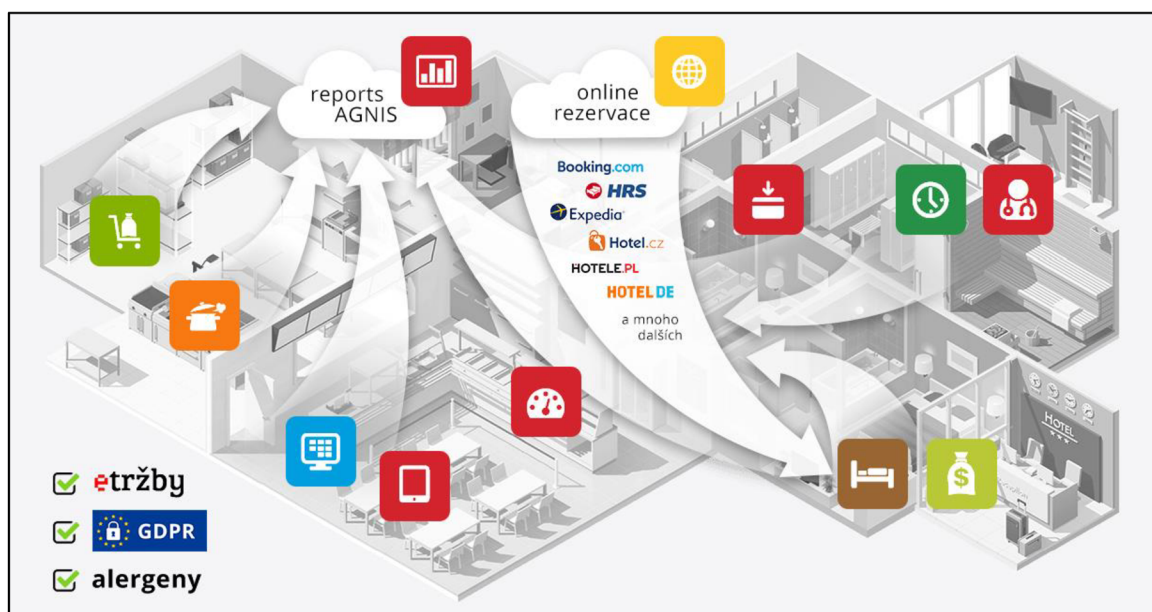 reports
AGNIS
online
rezervace
Booking.com
HRS
Expedia
Hotel.cz
HOTELE.PL
HOTEL DE
a mnoho
dalších
HOTEL
etržby
GDPR
alergeny